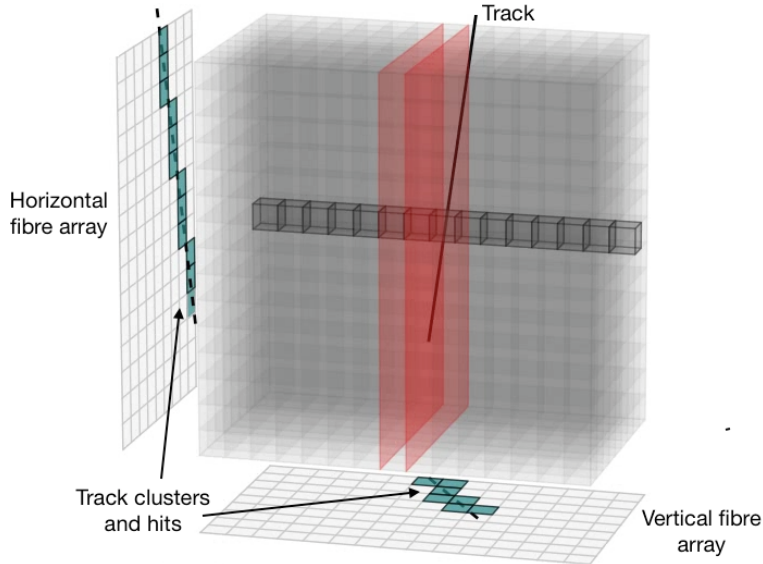 Track
Horizontal
fibre array
Track clusters
and hits
Vertical fibre
array